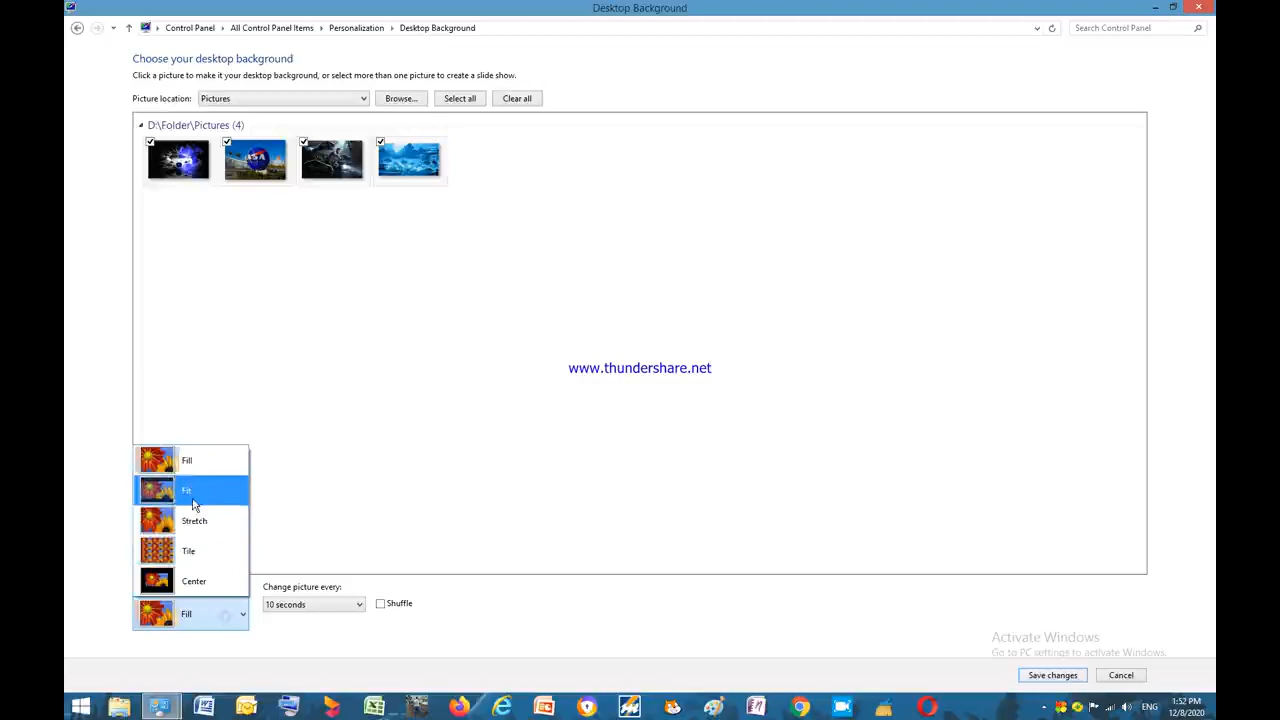 Desktop Background
Control Panel All Control Panel Items Personalization Desktop Background
Search Control Panel
Choose your desktop background
Click a picture to make it your desktop background, or select more than one picture to create a slide show.
Picture location: Pictures Browse... Select all Clear all
D:\Folder\Pictures (4)
NASA
www.thundershare.net
Fill
Fit
Stretch
Tile
Center
Fill
Change picture every:
10 seconds
Shuffle
Activate Windows
Go to PC settings to activate Windows.
Save changes Cancel
ENG
1:52 PM
12/8/2020